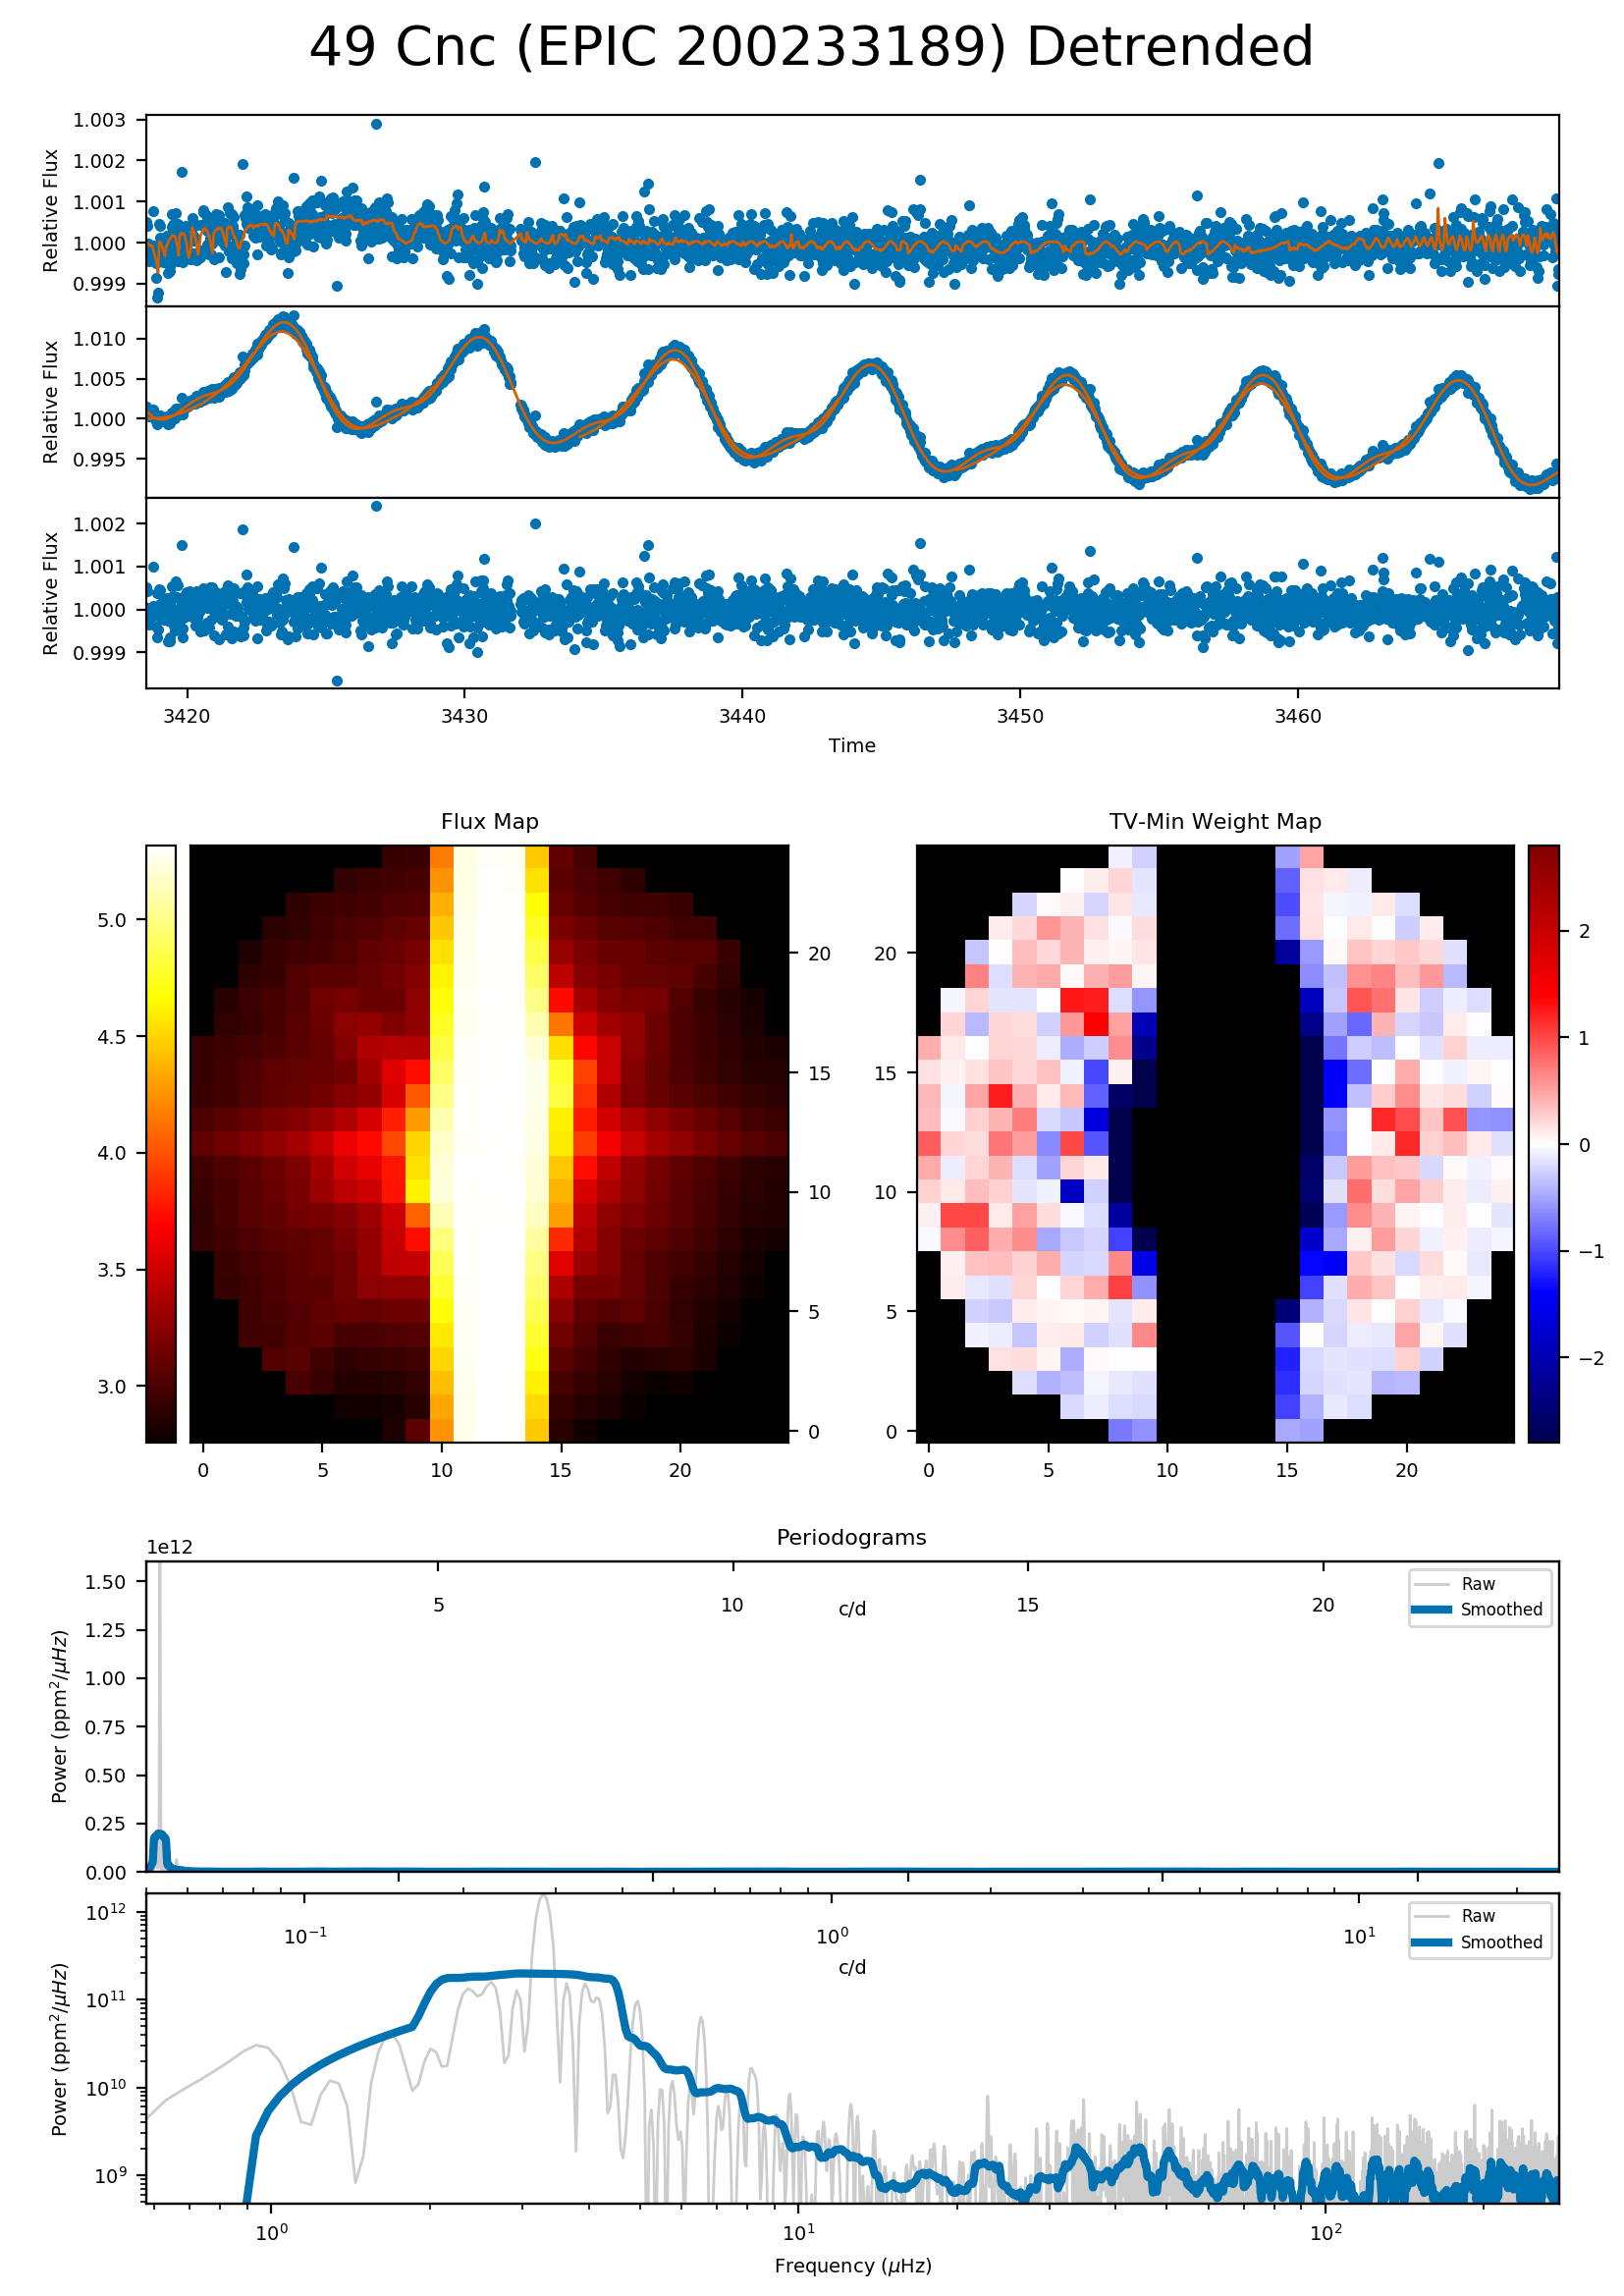 49 Cnc (EPIC 200233189) Detrended
1.003
1.002
1.001
1.000
0.999
Relative Flux
1.010
1.005
1.000
0.995
Relative Flux
1.002
1.001
1.000
0.999
Relative Flux
3420 3430 3440 3450 3460
Time
Flux Map
5.0
4.5
4.0
3.5
3.0
20
15
10
5
0
0 5 10 15 20
TV-Min Weight Map
20
15
10
5
0
0 5 10 15 20
2
1
0
−1
−2
Periodograms
1e12
1.50
1.25
1.00
0.75
0.50
0.25
0.00
Power (ppm²/μHz)
5 10 15 20
c/d
Raw
Smoothed
10¹²
10¹¹
10¹⁰
10⁹
Power (ppm²/μHz)
10⁻¹ 10⁰ 10¹
c/d
Raw
Smoothed
10⁰ 10¹ 10²
Frequency (μHz)